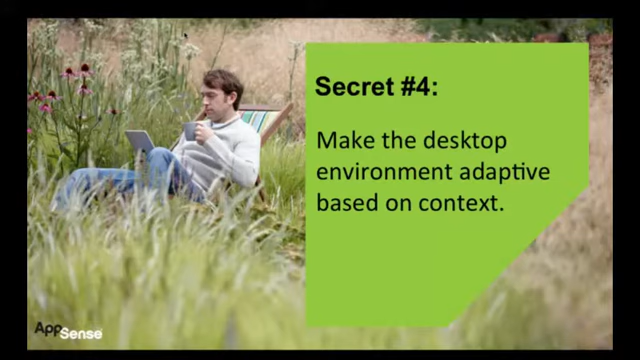 Secret #4:
Make the desktop
environment adaptive
based on context.
AppSense